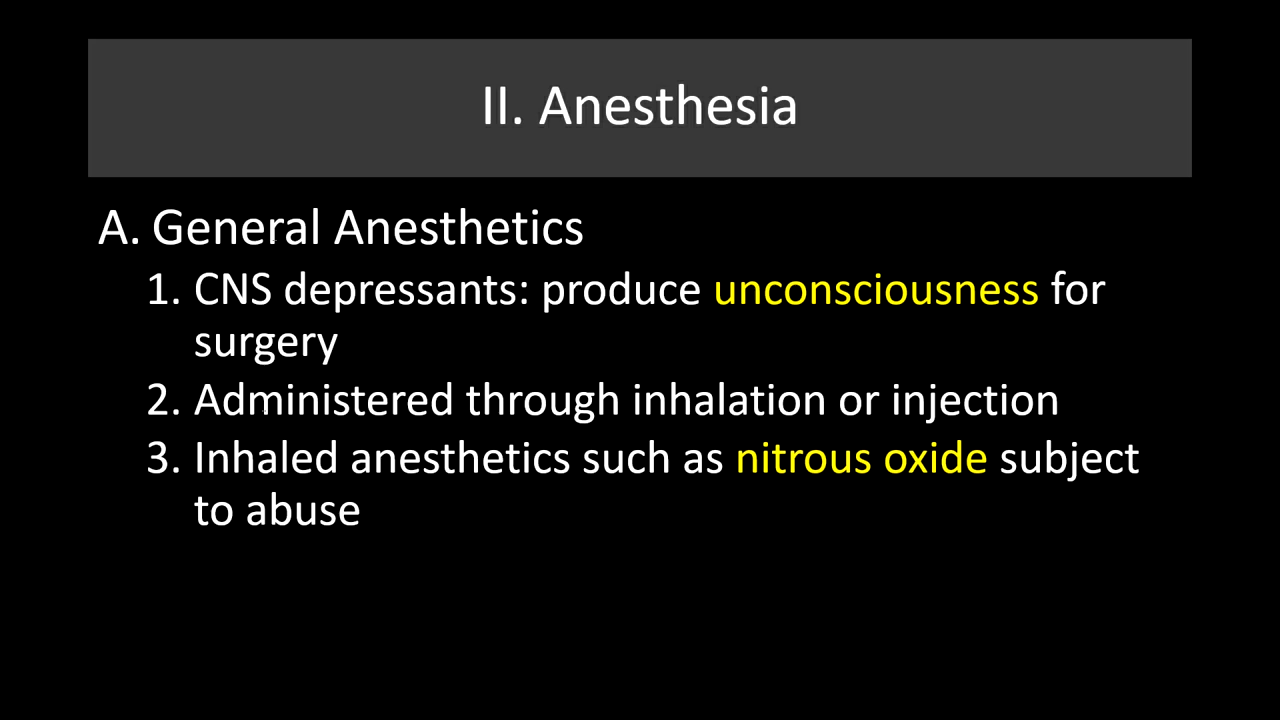 II. Anesthesia
A. General Anesthetics
1. CNS depressants: produce unconsciousness for
surgery
2. Administered through inhalation or injection
3. Inhaled anesthetics such as nitrous oxide subject
to abuse